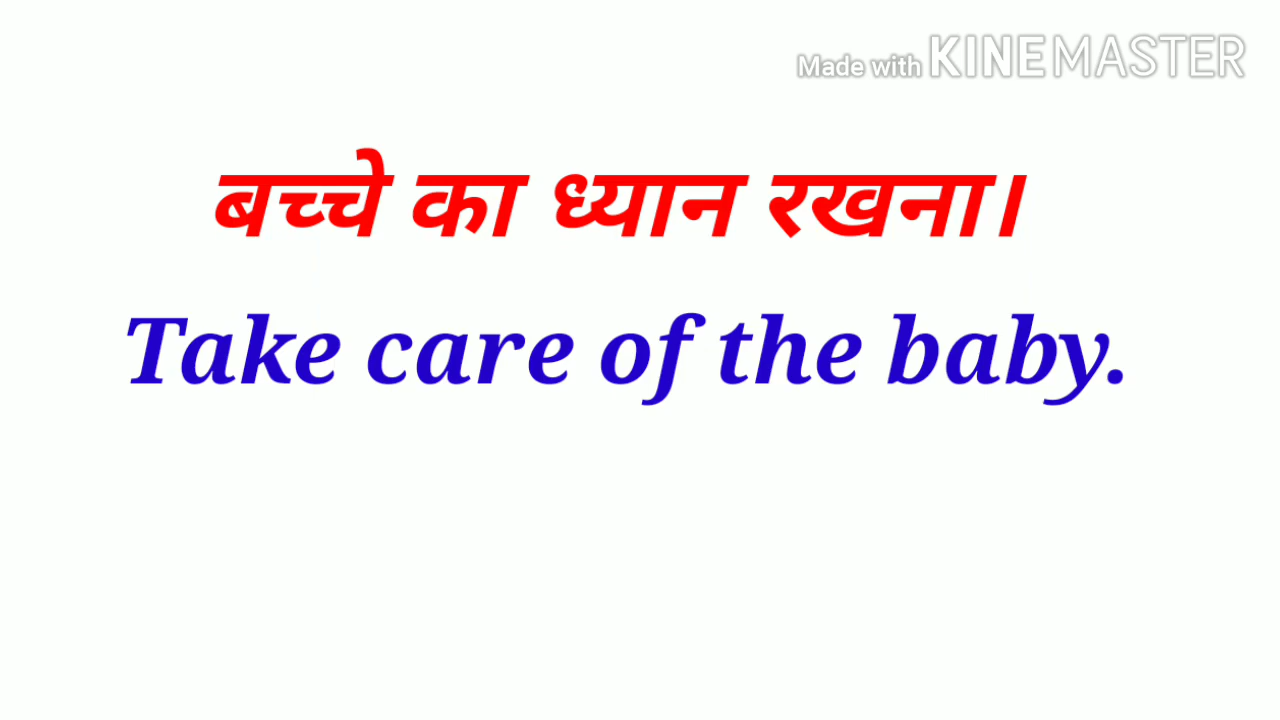 Made with KINEMASTER
बच्चे का ध्यान रखना।
Take care of the baby.